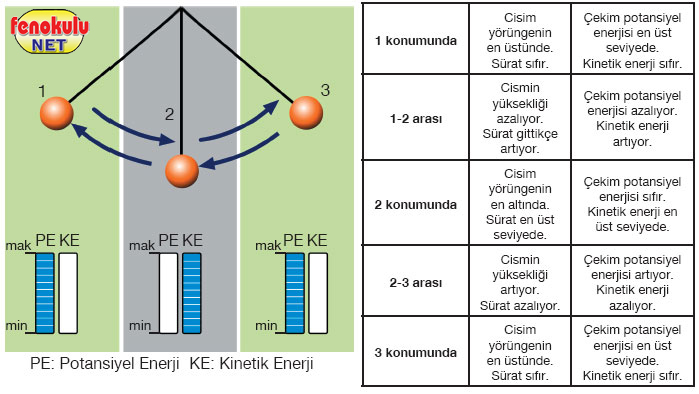 fenokulu
NET
1
2
3
mak PE KE
min
mak PE KE
min
mak PE KE
min
PE: Potansiyel Enerji KE: Kinetik Enerji
1 konumunda
Cisim
yörüngenin
en üstünde.
Sürat sıfır.
Çekim potansiyel
enerjisi en üst
seviyede.
Kinetik enerji sıfır.
1-2 arası
Cismin
yüksekliği
azalıyor.
Sürat gittikçe
artıyor.
Çekim potansiyel
enerjisi azalıyor.
Kinetik enerji
artıyor.
2 konumunda
Cisim
yörüngenin
en altında.
Sürat en üst
seviyede.
Çekim potansiyel
enerjisi sıfır.
Kinetik enerji en
üst seviyede.
2-3 arası
Cismin
yüksekliği
artıyor.
Sürat azalıyor.
Çekim potansiyel
enerjisi artıyor.
Kinetik enerji
azalıyor.
3 konumunda
Cisim
yörüngenin
en üstünde.
Sürat sıfır.
Çekim potansiyel
enerjisi en üst
seviyede.
Kinetik enerji sıfır.